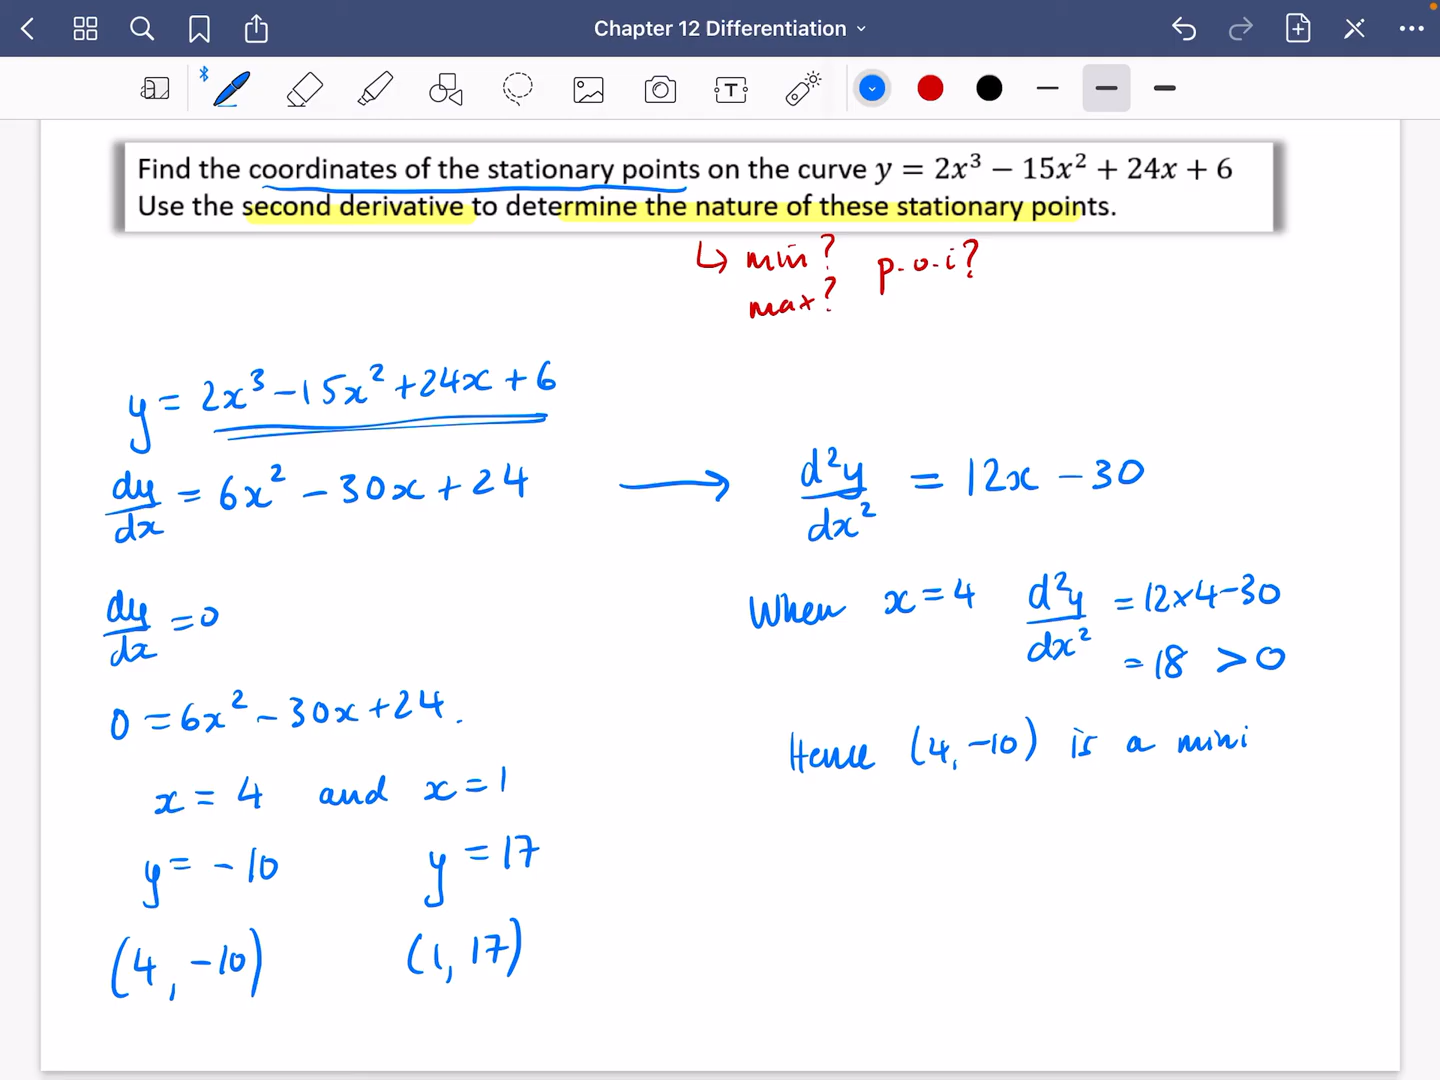 Chapter 12 Differentiation
Find the coordinates of the stationary points on the curve y = 2x³ − 15x² + 24x + 6
Use the second derivative to determine the nature of these stationary points.
↳ min? p.o.i?
max?
y = 2x³ − 15x² + 24x + 6
dy/dx = 6x² − 30x + 24 → d²y/dx² = 12x − 30
dy/dx = 0
0 = 6x² − 30x + 24.
x = 4 and x = 1
y = −10 y = 17
(4, −10) (1, 17)
When x = 4 d²y/dx² = 12×4−30
= 18 > 0
Hence (4, −10) is a mini